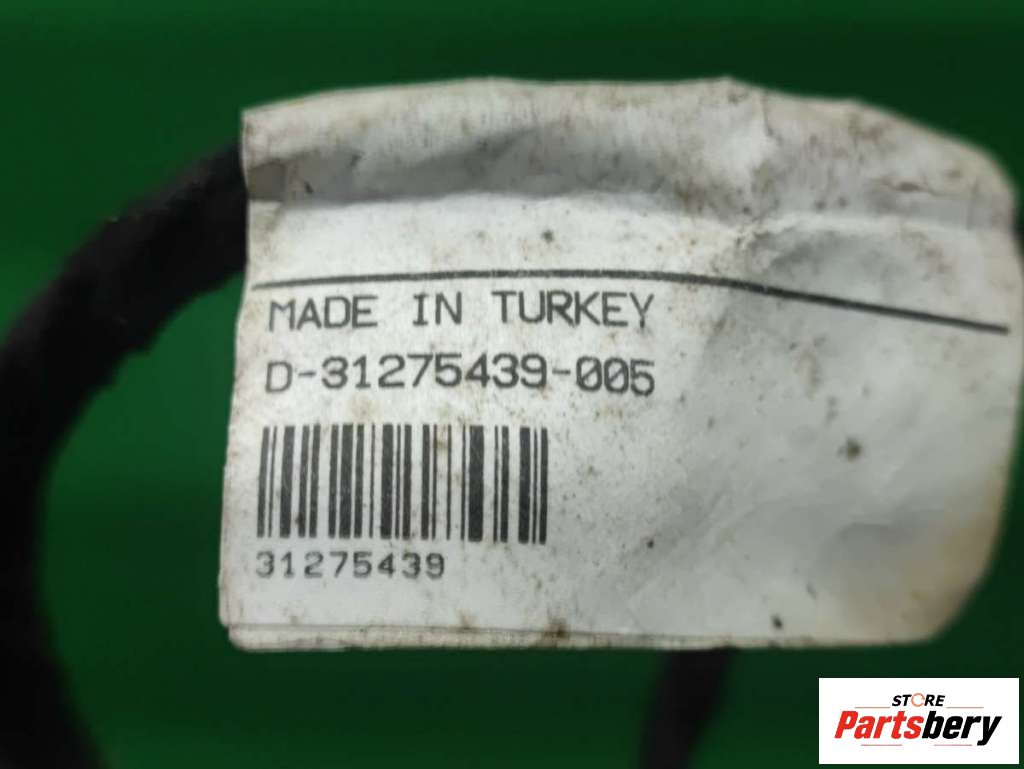 MADE IN TURKEY
D-31275439-005
31275439
STORE
Partsbery